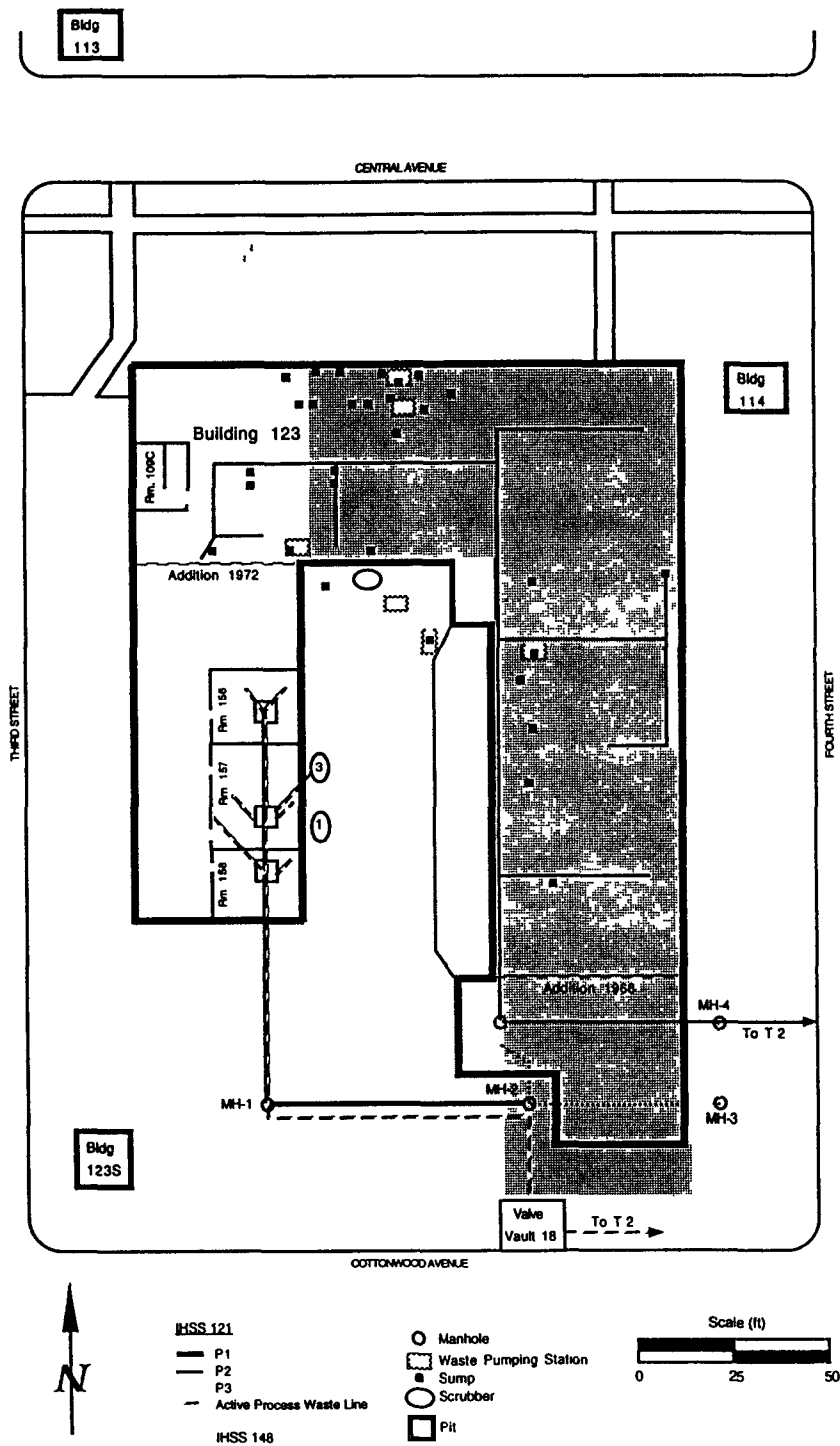 Bldg
113
CENTRAL AVENUE
Bldg
114
Building 123
Rm. 109C
Addition 1972
THIRD STREET
FOURTH STREET
Rm 156
Rm 157
3
1
Rm 158
Addition 1968
MH-4
To T 2
MH-2
MH-1
MH-3
Bldg
123S
Valve
Vault 18
To T 2
COTTONWOOD AVENUE
N
IHSS 121
P1
P2
P3
Active Process Waste Line
IHSS 148
Manhole
Waste Pumping Station
Sump
Scrubber
Pit
Scale (ft)
0 25 50